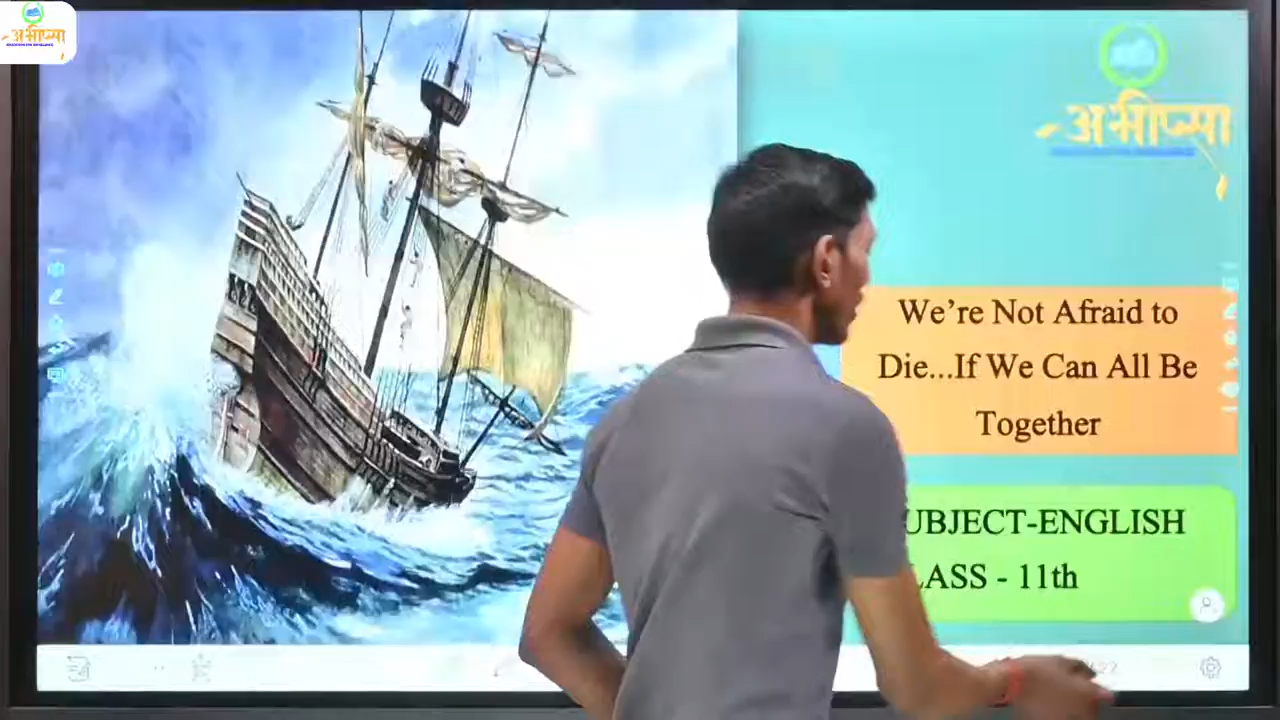 अभीप्सा
अभीप्सा
We're Not Afraid to
Die...If We Can All Be
Together
UBJECT-ENGLISH
LASS - 11th